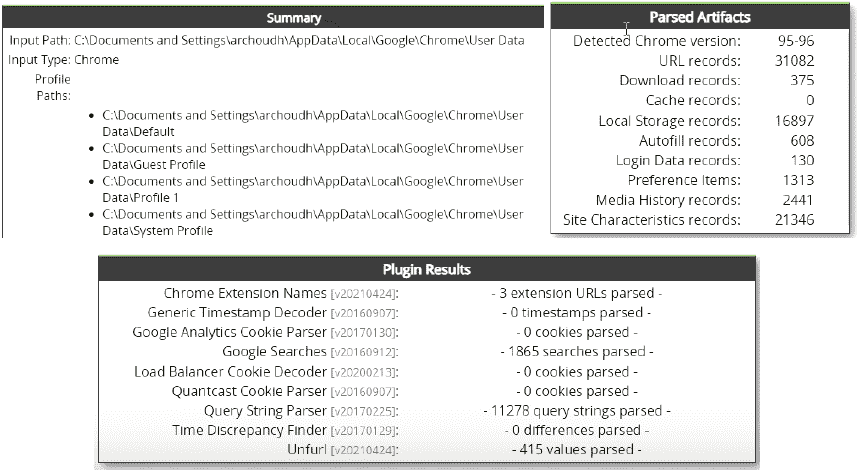 Summary
Input Path: C:\Documents and Settings\archoudh\AppData\Local\Google\Chrome\User Data
Input Type: Chrome
Profile
Paths:
• C:\Documents and Settings\archoudh\AppData\Local\Google\Chrome\User
Data\Default
• C:\Documents and Settings\archoudh\AppData\Local\Google\Chrome\User
Data\Guest Profile
• C:\Documents and Settings\archoudh\AppData\Local\Google\Chrome\User
Data\Profile 1
• C:\Documents and Settings\archoudh\AppData\Local\Google\Chrome\User
Data\System Profile
Parsed Artifacts
Detected Chrome version: 95-96
URL records: 31082
Download records: 375
Cache records: 0
Local Storage records: 16897
Autofill records: 608
Login Data records: 130
Preference Items: 1313
Media History records: 2441
Site Characteristics records: 21346
Plugin Results
Chrome Extension Names [v20210424]: - 3 extension URLs parsed -
Generic Timestamp Decoder [v20160907]: - 0 timestamps parsed -
Google Analytics Cookie Parser [v20170130]: - 0 cookies parsed -
Google Searches [v20160912]: - 1865 searches parsed -
Load Balancer Cookie Decoder [v20200213]: - 0 cookies parsed -
Quantcast Cookie Parser [v20160907]: - 0 cookies parsed -
Query String Parser [v20170225]: - 11278 query strings parsed -
Time Discrepancy Finder [v20170129]: - 0 differences parsed -
Unfurl [v20210424]: - 415 values parsed -